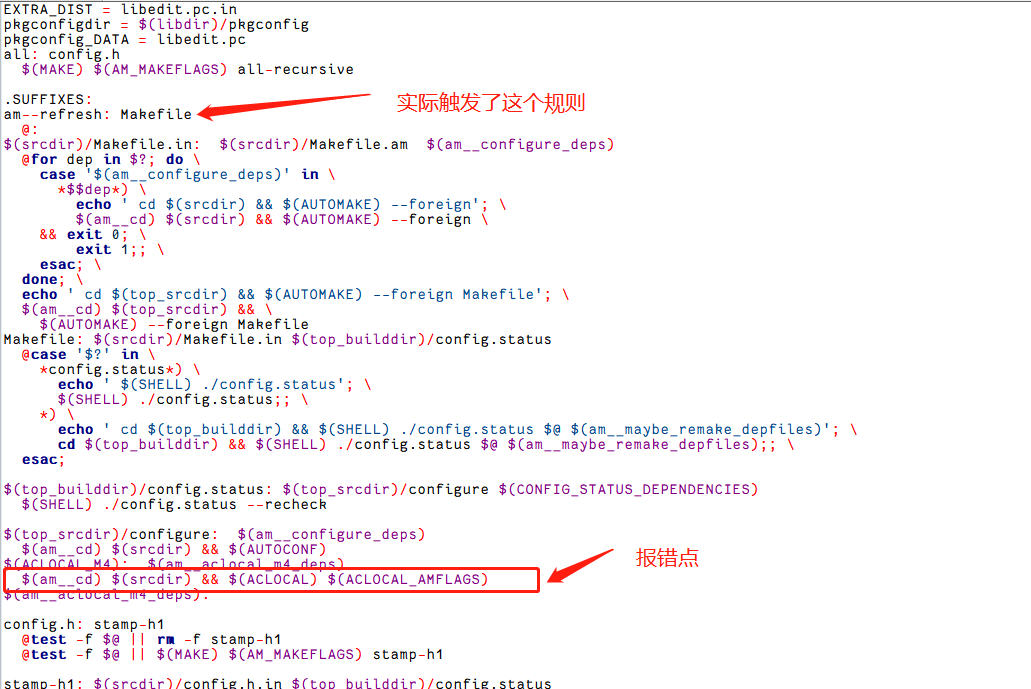 EXTRA_DIST = libedit.pc.in
pkgconfigdir = $(libdir)/pkgconfig
pkgconfig_DATA = libedit.pc
all: config.h
$(MAKE) $(AM_MAKEFLAGS) all-recursive
.SUFFIXES:
am--refresh: Makefile
实际触发了这个规则
@:
$(srcdir)/Makefile.in:  $(srcdir)/Makefile.am  $(am__configure_deps)
@for dep in $?; do \
case '$(am__configure_deps)' in \
*$$dep*) \
echo ' cd $(srcdir) && $(AUTOMAKE) --foreign'; \
$(am__cd) $(srcdir) && $(AUTOMAKE) --foreign \
&& exit 0; \
exit 1;; \
esac; \
done; \
echo ' cd $(top_srcdir) && $(AUTOMAKE) --foreign Makefile'; \
$(am__cd) $(top_srcdir) && \
$(AUTOMAKE) --foreign Makefile
Makefile: $(srcdir)/Makefile.in $(top_builddir)/config.status
@case '$?' in \
*config.status*) \
echo ' $(SHELL) ./config.status'; \
$(SHELL) ./config.status;; \
*) \
echo ' cd $(top_builddir) && $(SHELL) ./config.status $@ $(am__maybe_remake_depfiles)'; \
cd $(top_builddir) && $(SHELL) ./config.status $@ $(am__maybe_remake_depfiles);; \
esac;
$(top_builddir)/config.status: $(top_srcdir)/configure $(CONFIG_STATUS_DEPENDENCIES)
$(SHELL) ./config.status --recheck
$(top_srcdir)/configure:  $(am__configure_deps)
$(am__cd) $(srcdir) && $(AUTOCONF)
$(ACLOCAL_M4):  $(am__aclocal_m4_deps)
$(am__cd) $(srcdir) && $(ACLOCAL) $(ACLOCAL_AMFLAGS)
报错点
$(am__aclocal_m4_deps):
config.h: stamp-h1
@test -f $@ || rm -f stamp-h1
@test -f $@ || $(MAKE) $(AM_MAKEFLAGS) stamp-h1
stamp-h1: $(srcdir)/config.h.in $(top_builddir)/config.status